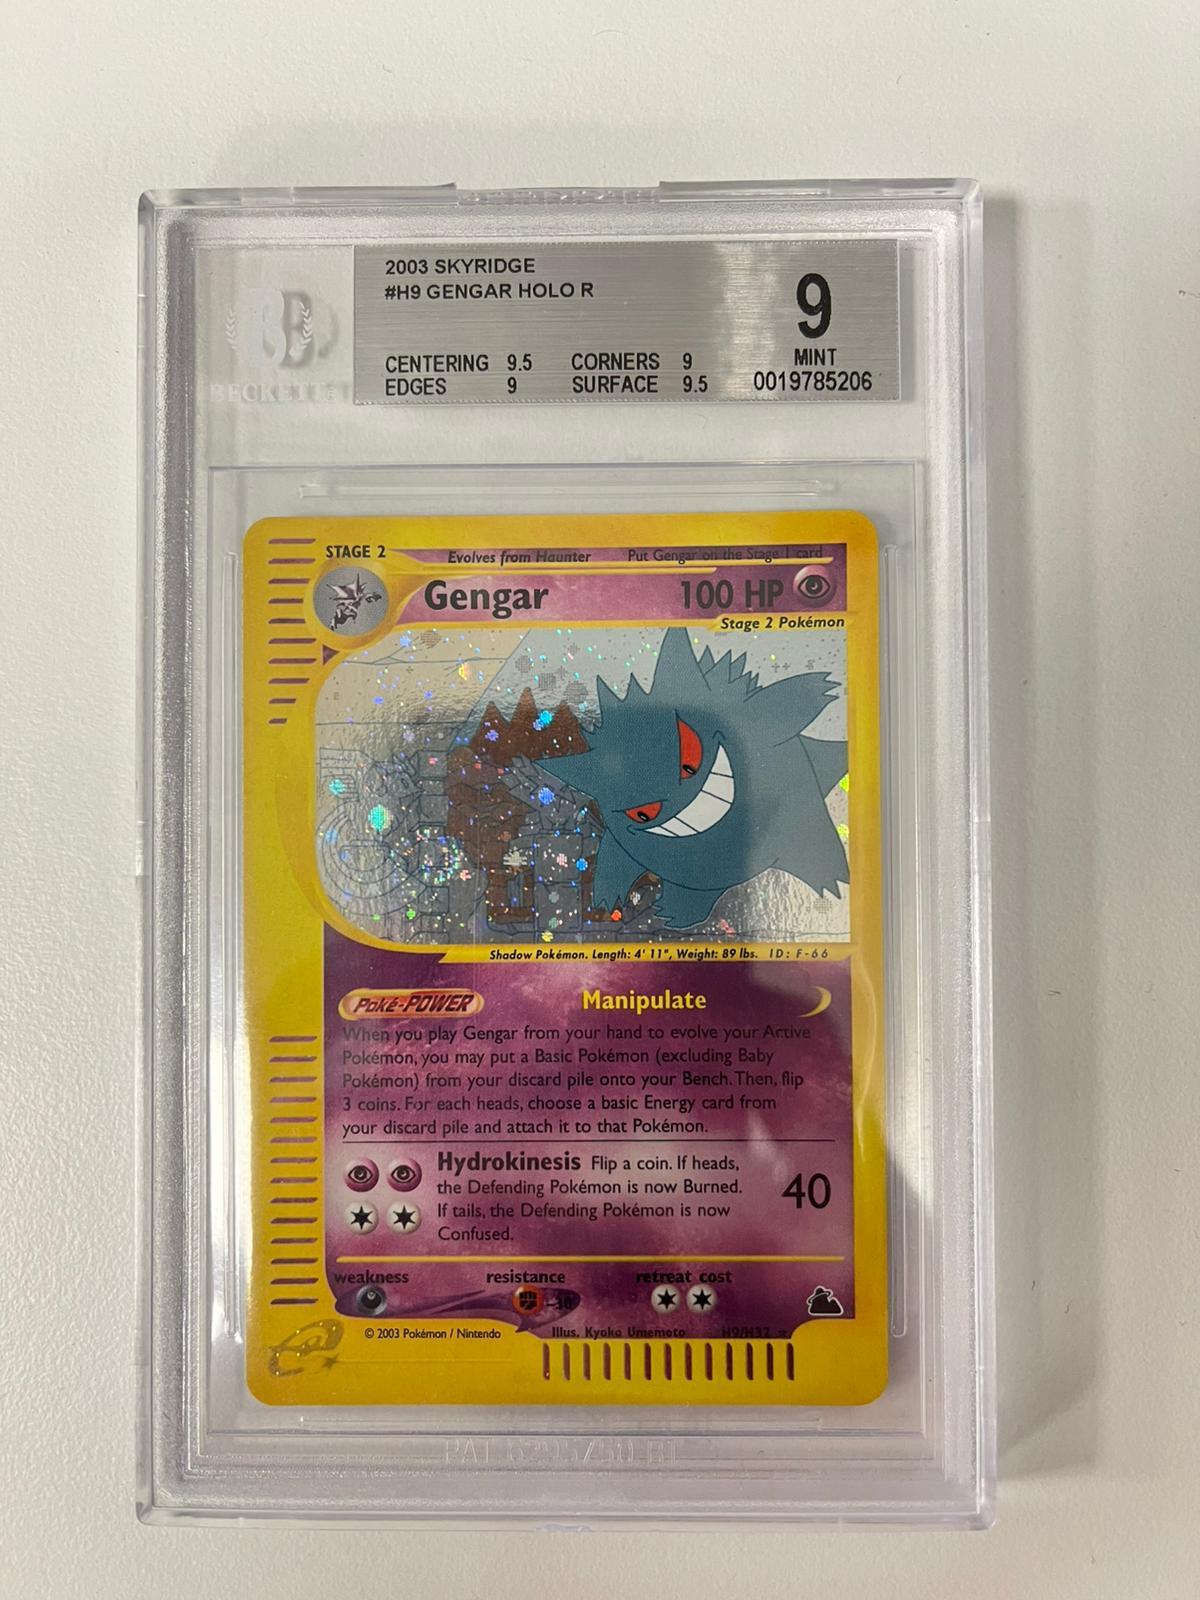 BECKETT
2003 SKYRIDGE
#H9 GENGAR HOLO R
CENTERING 9.5 CORNERS 9
EDGES 9 SURFACE 9.5
9
MINT
0019785206
STAGE 2 Evolves from Haunter Put Gengar on the Stage 1 card
Gengar 100 HP
Stage 2 Pokémon
Shadow Pokémon. Length: 4' 11", Weight: 89 lbs. ID: F-66
Poké-POWER Manipulate
When you play Gengar from your hand to evolve your Active
Pokémon, you may put a Basic Pokémon (excluding Baby
Pokémon) from your discard pile onto your Bench. Then, flip
3 coins. For each heads, choose a basic Energy card from
your discard pile and attach it to that Pokémon.
Hydrokinesis Flip a coin. If heads,
the Defending Pokémon is now Burned.
If tails, the Defending Pokémon is now
Confused.
40
weakness resistance retreat cost
-30
© 2003 Pokémon / Nintendo Illus. Kyoko Umemoto H9/H32